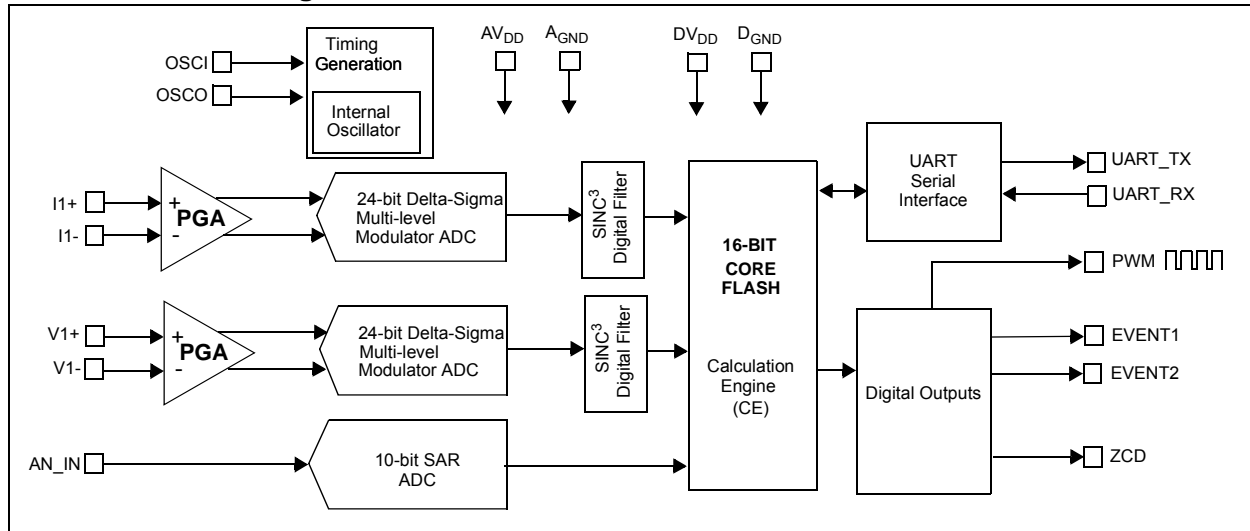 AVDD
AGND
DVDD
DGND
OSCI
OSCO
Timing
Generation
Internal
Oscillator
I1+
I1-
+
-
PGA
24-bit Delta-Sigma
Multi-level
Modulator ADC
SINC3
Digital Filter
V1+
V1-
+
-
PGA
24-bit Delta-Sigma
Multi-level
Modulator ADC
SINC3
Digital Filter
AN_IN
10-bit SAR
ADC
16-BIT
CORE
FLASH
Calculation
Engine
(CE)
UART
Serial
Interface
UART_TX
UART_RX
Digital Outputs
PWM
EVENT1
EVENT2
ZCD